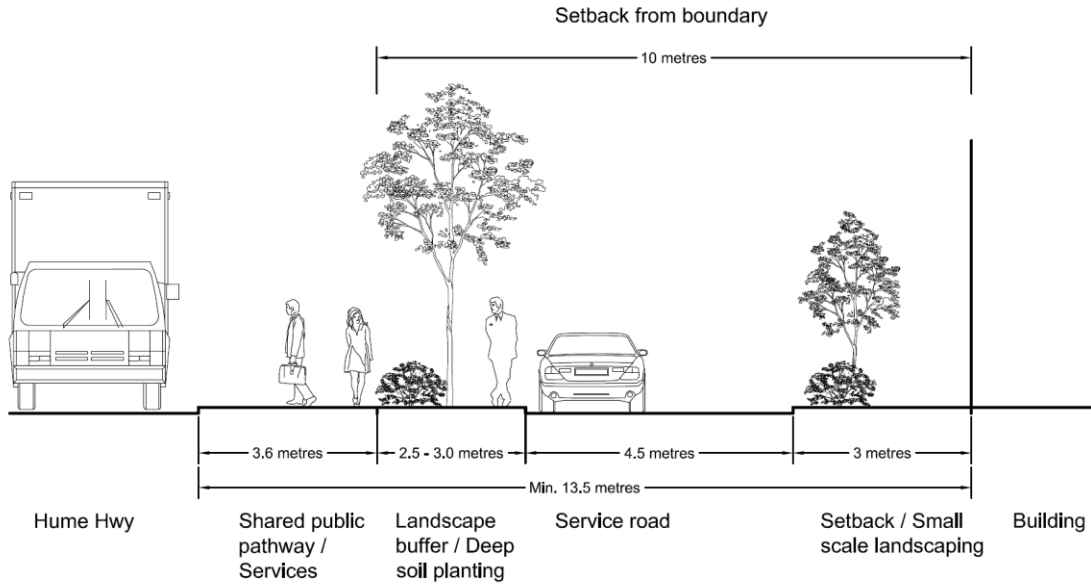 Setback from boundary
10 metres
3.6 metres
2.5 - 3.0 metres
4.5 metres
3 metres
Min. 13.5 metres
Hume Hwy
Shared public
pathway /
Services
Landscape
buffer / Deep
soil planting
Service road
Setback / Small
scale landscaping
Building